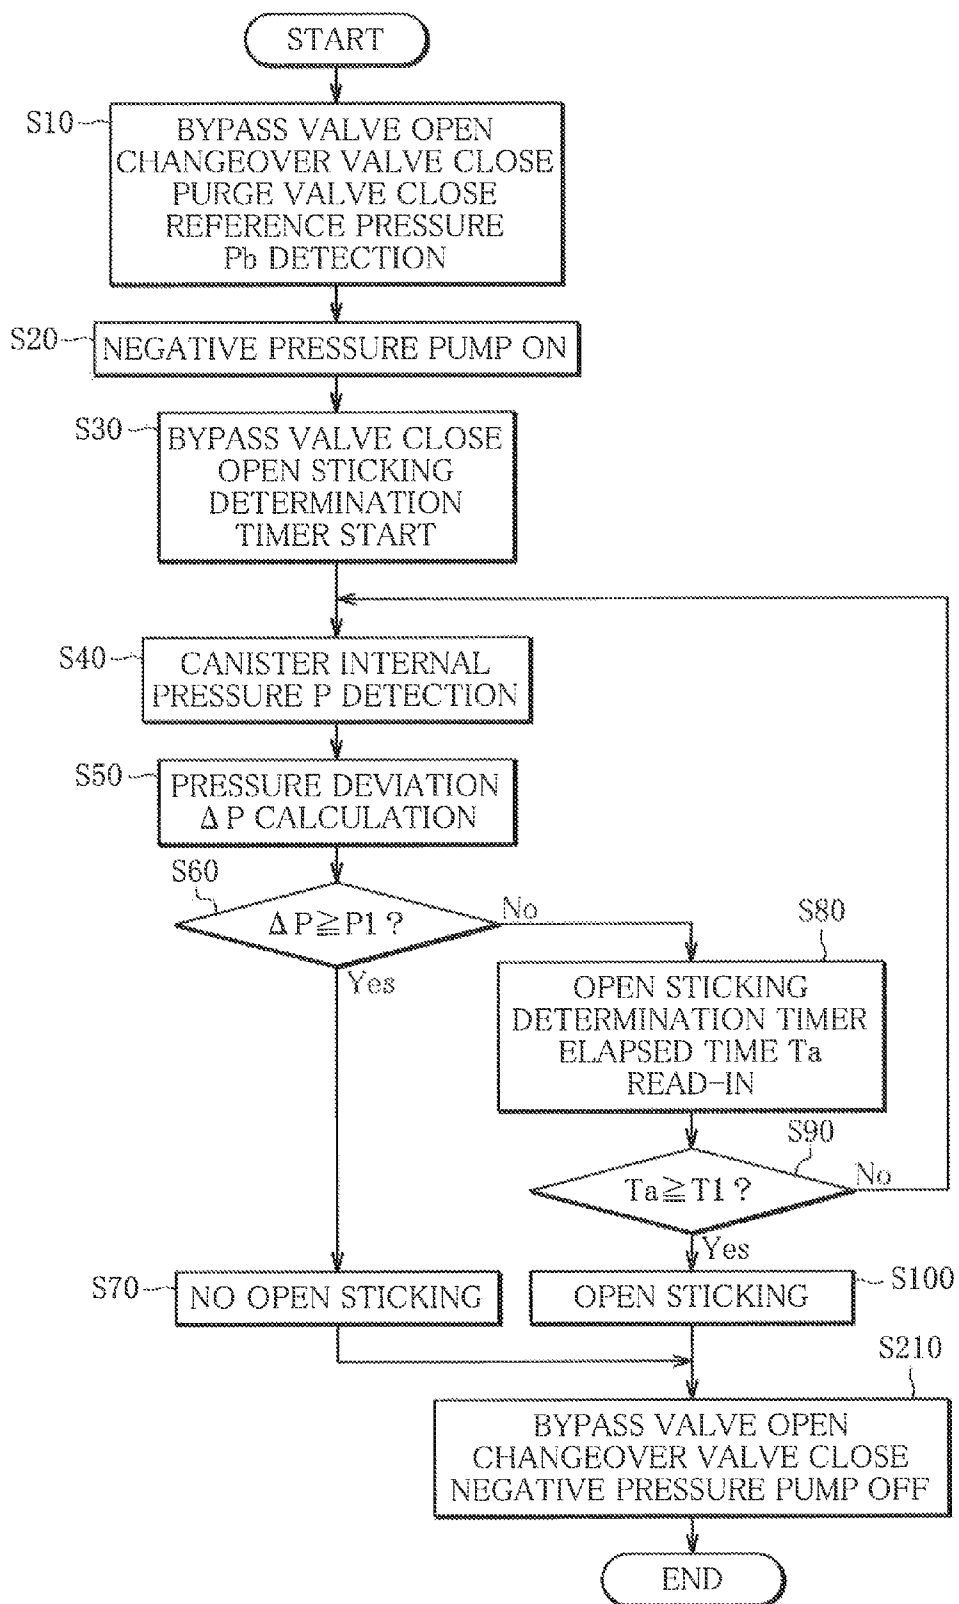 START
S10
BYPASS VALVE OPEN
CHANGEOVER VALVE CLOSE
PURGE VALVE CLOSE
REFERENCE PRESSURE
Pb DETECTION
S20
NEGATIVE PRESSURE PUMP ON
S30
BYPASS VALVE CLOSE
OPEN STICKING
DETERMINATION
TIMER START
S40
CANISTER INTERNAL
PRESSURE P DETECTION
S50
PRESSURE DEVIATION
ΔP CALCULATION
S60
ΔP≧P1?
No
Yes
S80
OPEN STICKING
DETERMINATION TIMER
ELAPSED TIME Ta
READ-IN
S90
Ta≧T1?
No
Yes
S70
NO OPEN STICKING
OPEN STICKING
S100
S210
BYPASS VALVE OPEN
CHANGEOVER VALVE CLOSE
NEGATIVE PRESSURE PUMP OFF
END